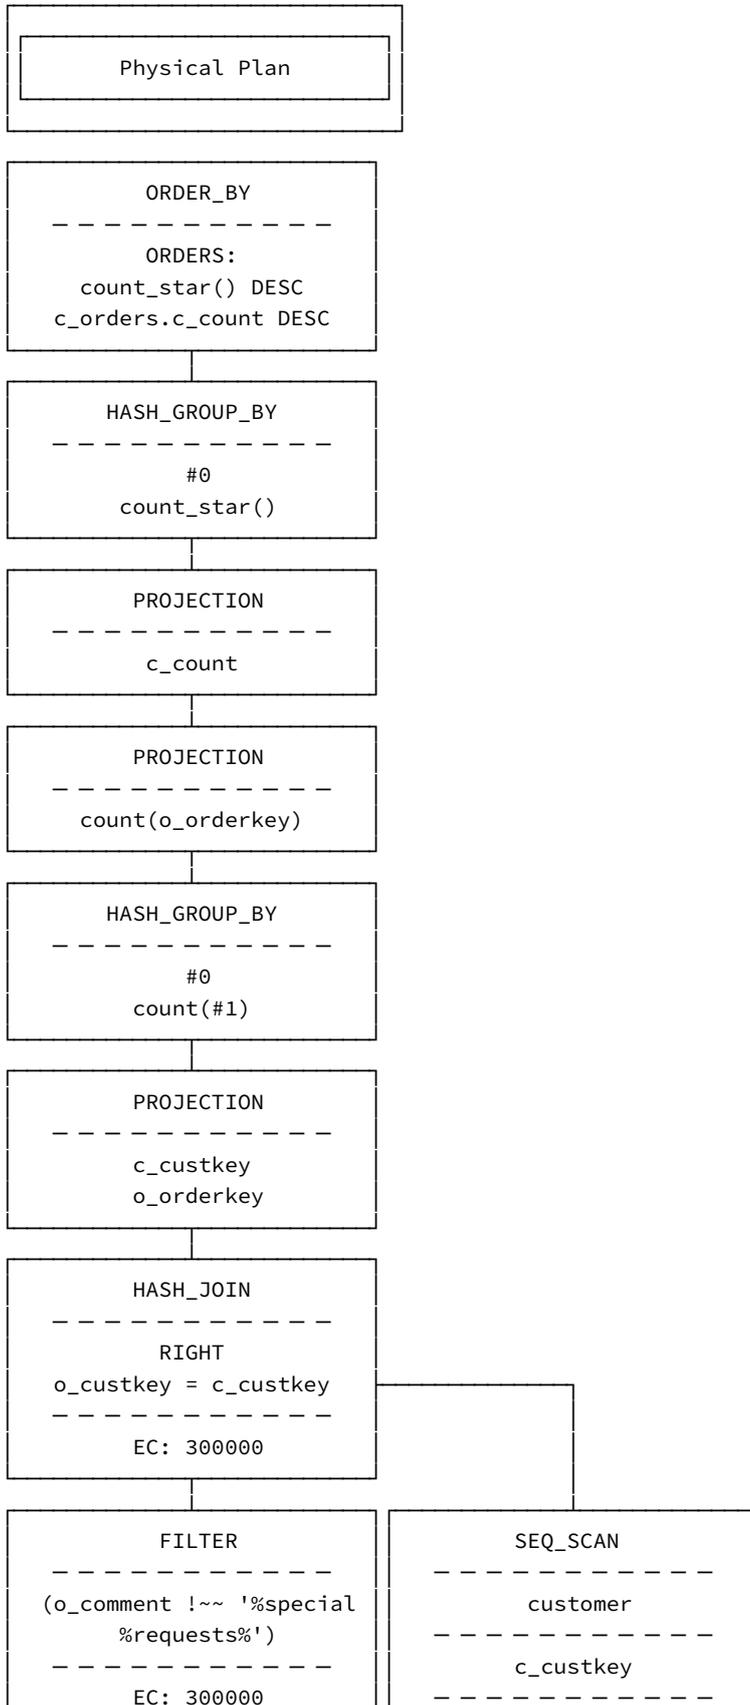 Physical Plan
ORDER_BY
ORDERS:
count_star() DESC
c_orders.c_count DESC
HASH_GROUP_BY
#0
count_star()
PROJECTION
c_count
PROJECTION
count(o_orderkey)
HASH_GROUP_BY
#0
count(#1)
PROJECTION
c_custkey
o_orderkey
HASH_JOIN
RIGHT
o_custkey = c_custkey
EC: 300000
FILTER
(o_comment !~~ '%special
%requests%')
EC: 300000
SEQ_SCAN
customer
c_custkey